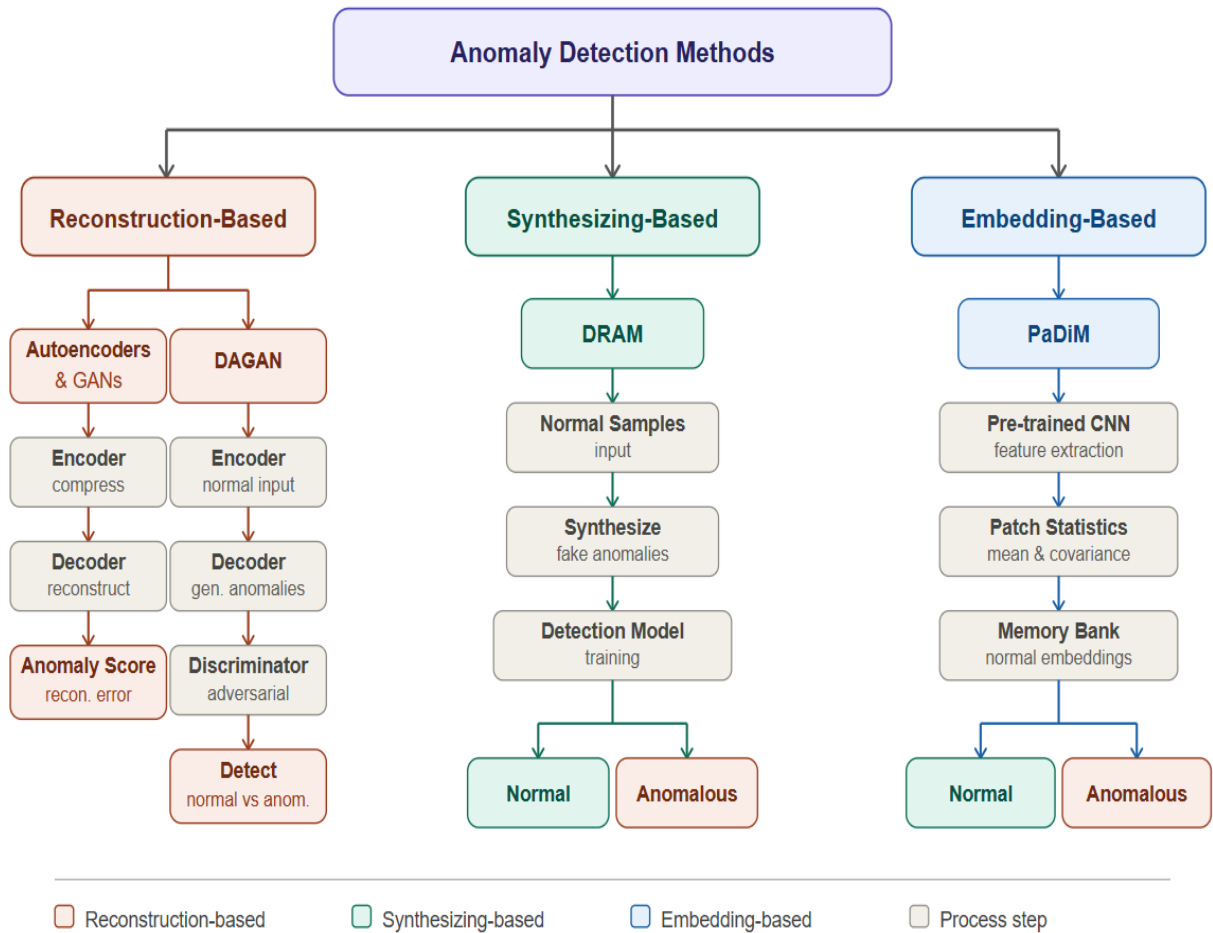 Anomaly Detection Methods
Reconstruction-Based
Synthesizing-Based
Embedding-Based
Autoencoders
& GANs
DAGAN
DRAM
PaDiM
Encoder
compress
Encoder
normal input
Normal Samples
input
Pre-trained CNN
feature extraction
Decoder
reconstruct
Decoder
gen. anomalies
Synthesize
fake anomalies
Patch Statistics
mean & covariance
Anomaly Score
recon. error
Discriminator
adversarial
Detection Model
training
Memory Bank
normal embeddings
Detect
normal vs anom.
Normal
Anomalous
Normal
Anomalous
Reconstruction-based
Synthesizing-based
Embedding-based
Process step